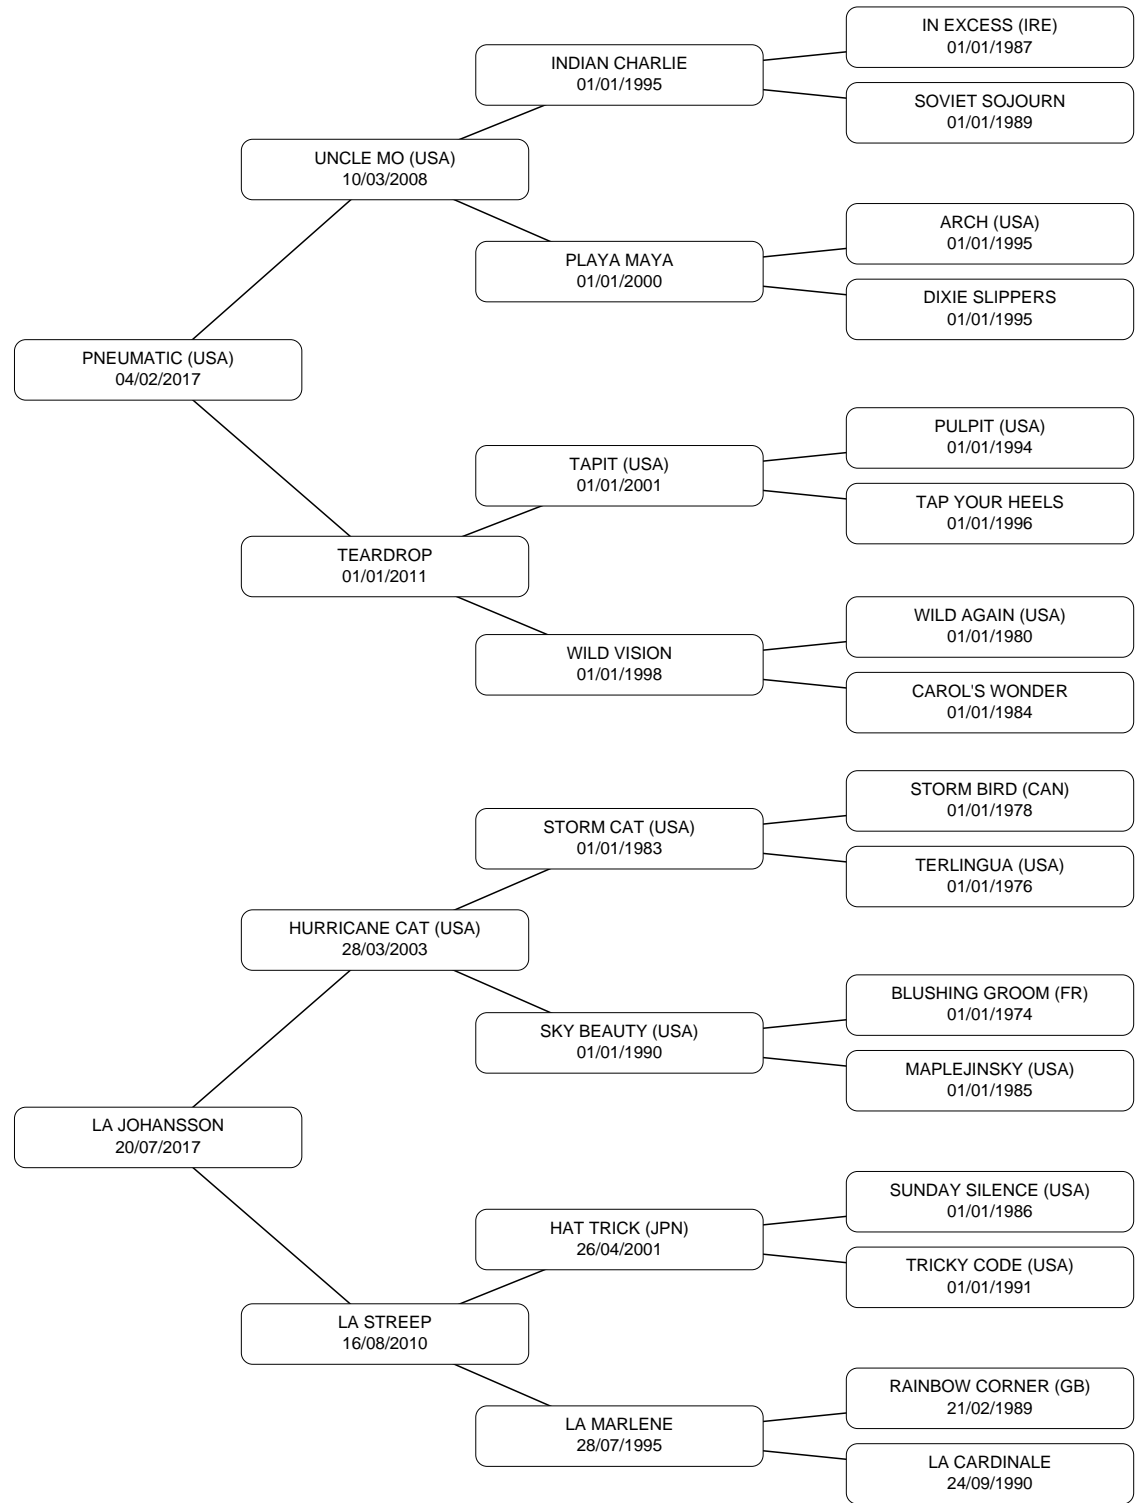 IN EXCESS (IRE)
01/01/1987
INDIAN CHARLIE
01/01/1995
SOVIET SOJOURN
01/01/1989
UNCLE MO (USA)
10/03/2008
ARCH (USA)
01/01/1995
PLAYA MAYA
01/01/2000
DIXIE SLIPPERS
01/01/1995
PNEUMATIC (USA)
04/02/2017
PULPIT (USA)
01/01/1994
TAPIT (USA)
01/01/2001
TAP YOUR HEELS
01/01/1996
TEARDROP
01/01/2011
WILD AGAIN (USA)
01/01/1980
WILD VISION
01/01/1998
CAROL'S WONDER
01/01/1984
STORM BIRD (CAN)
01/01/1978
STORM CAT (USA)
01/01/1983
TERLINGUA (USA)
01/01/1976
HURRICANE CAT (USA)
28/03/2003
BLUSHING GROOM (FR)
01/01/1974
SKY BEAUTY (USA)
01/01/1990
MAPLEJINSKY (USA)
01/01/1985
LA JOHANSSON
20/07/2017
SUNDAY SILENCE (USA)
01/01/1986
HAT TRICK (JPN)
26/04/2001
TRICKY CODE (USA)
01/01/1991
LA STREEP
16/08/2010
RAINBOW CORNER (GB)
21/02/1989
LA MARLENE
28/07/1995
LA CARDINALE
24/09/1990